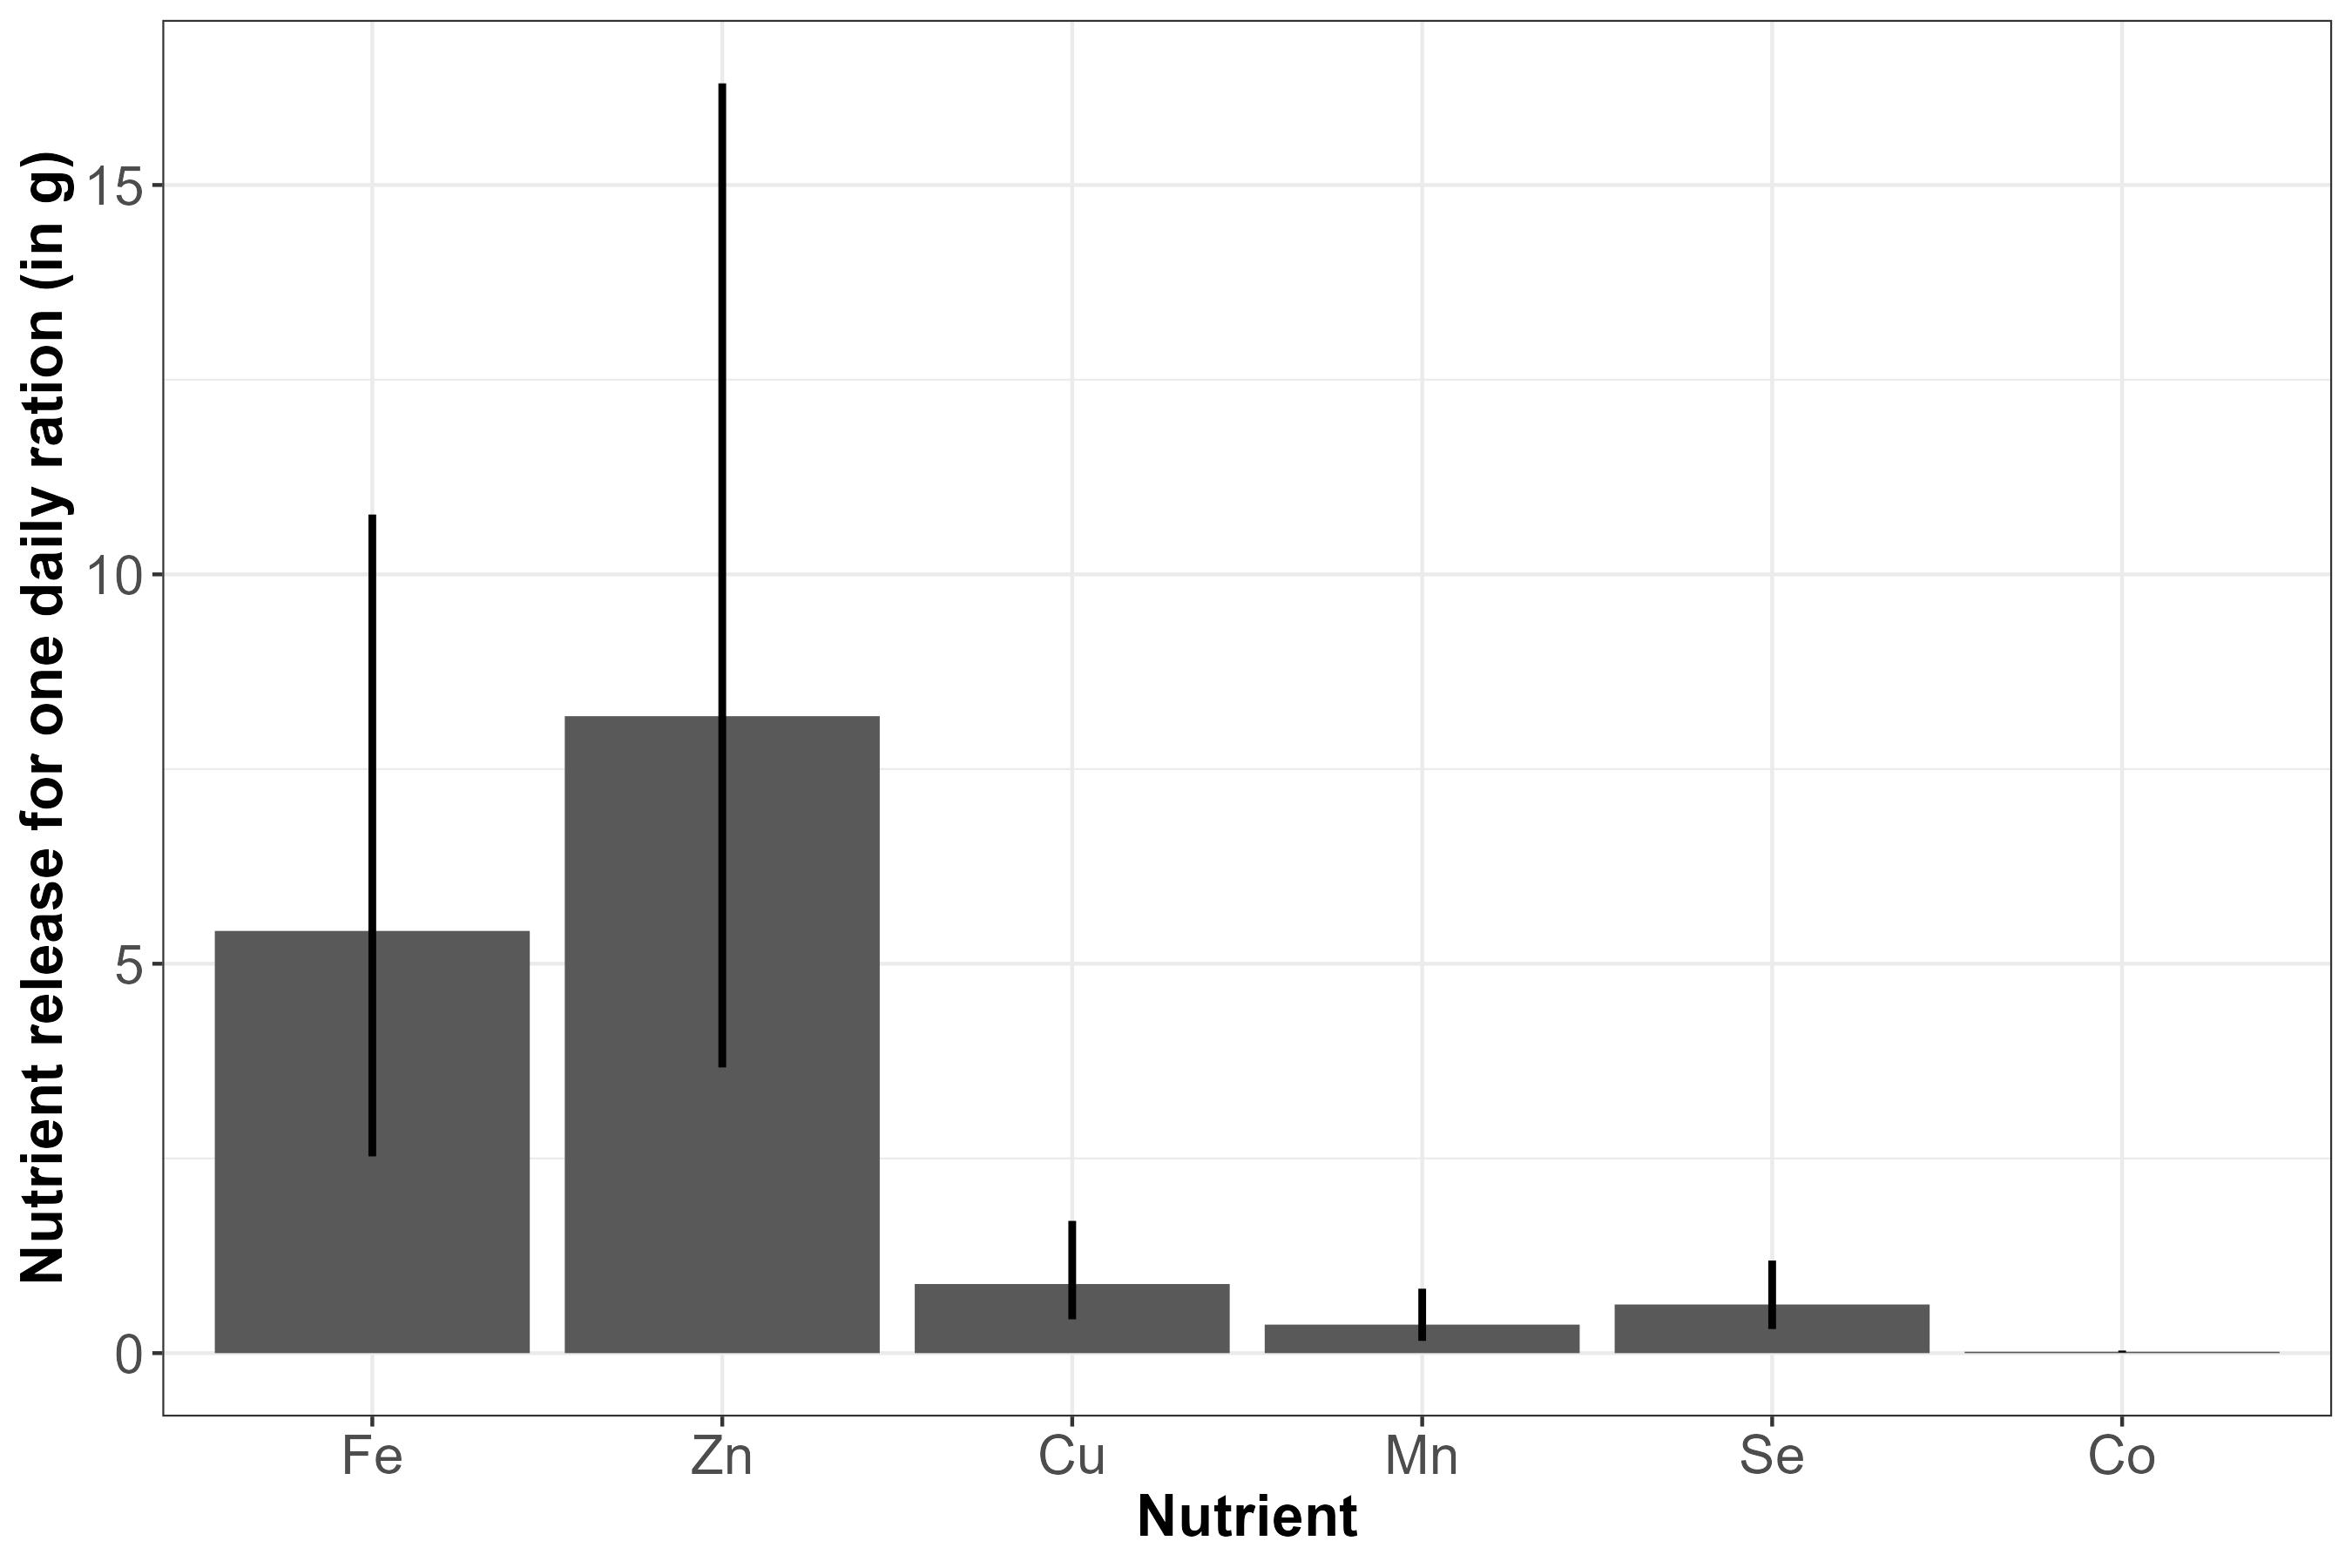 Nutrient release for one daily ration (in g)
15
10
5
0
Fe Zn Cu Mn Se Co
Nutrient